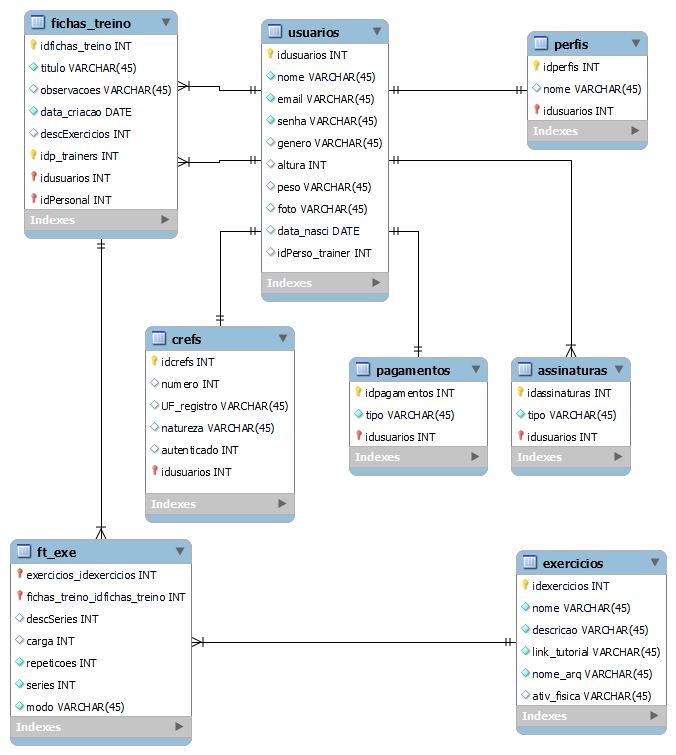 fichas_treino
idfichas_treino INT
titulo VARCHAR(45)
observacoes VARCHAR(45)
data_criacao DATE
descExercicios INT
idp_trainers INT
idusuarios INT
idPersonal INT
Indexes
usuarios
idusuarios INT
nome VARCHAR(45)
email VARCHAR(45)
senha VARCHAR(45)
genero VARCHAR(45)
altura INT
peso VARCHAR(45)
foto VARCHAR(45)
data_nasci DATE
idPerso_trainer INT
Indexes
perfis
idperfis INT
nome VARCHAR(45)
idusuarios INT
Indexes
crefs
idcrefs INT
numero INT
UF_registro VARCHAR(45)
natureza VARCHAR(45)
autenticado INT
idusuarios INT
Indexes
pagamentos
idpagamentos INT
tipo VARCHAR(45)
idusuarios INT
Indexes
assinaturas
idassinaturas INT
tipo VARCHAR(45)
idusuarios INT
Indexes
ft_exe
exercicios_idexercicios INT
fichas_treino_idfichas_treino INT
descSeries INT
carga INT
repeticoes INT
series INT
modo VARCHAR(45)
Indexes
exercicios
idexercicios INT
nome VARCHAR(45)
descricao VARCHAR(45)
link_tutorial VARCHAR(45)
nome_arq VARCHAR(45)
ativ_fisica VARCHAR(45)
Indexes